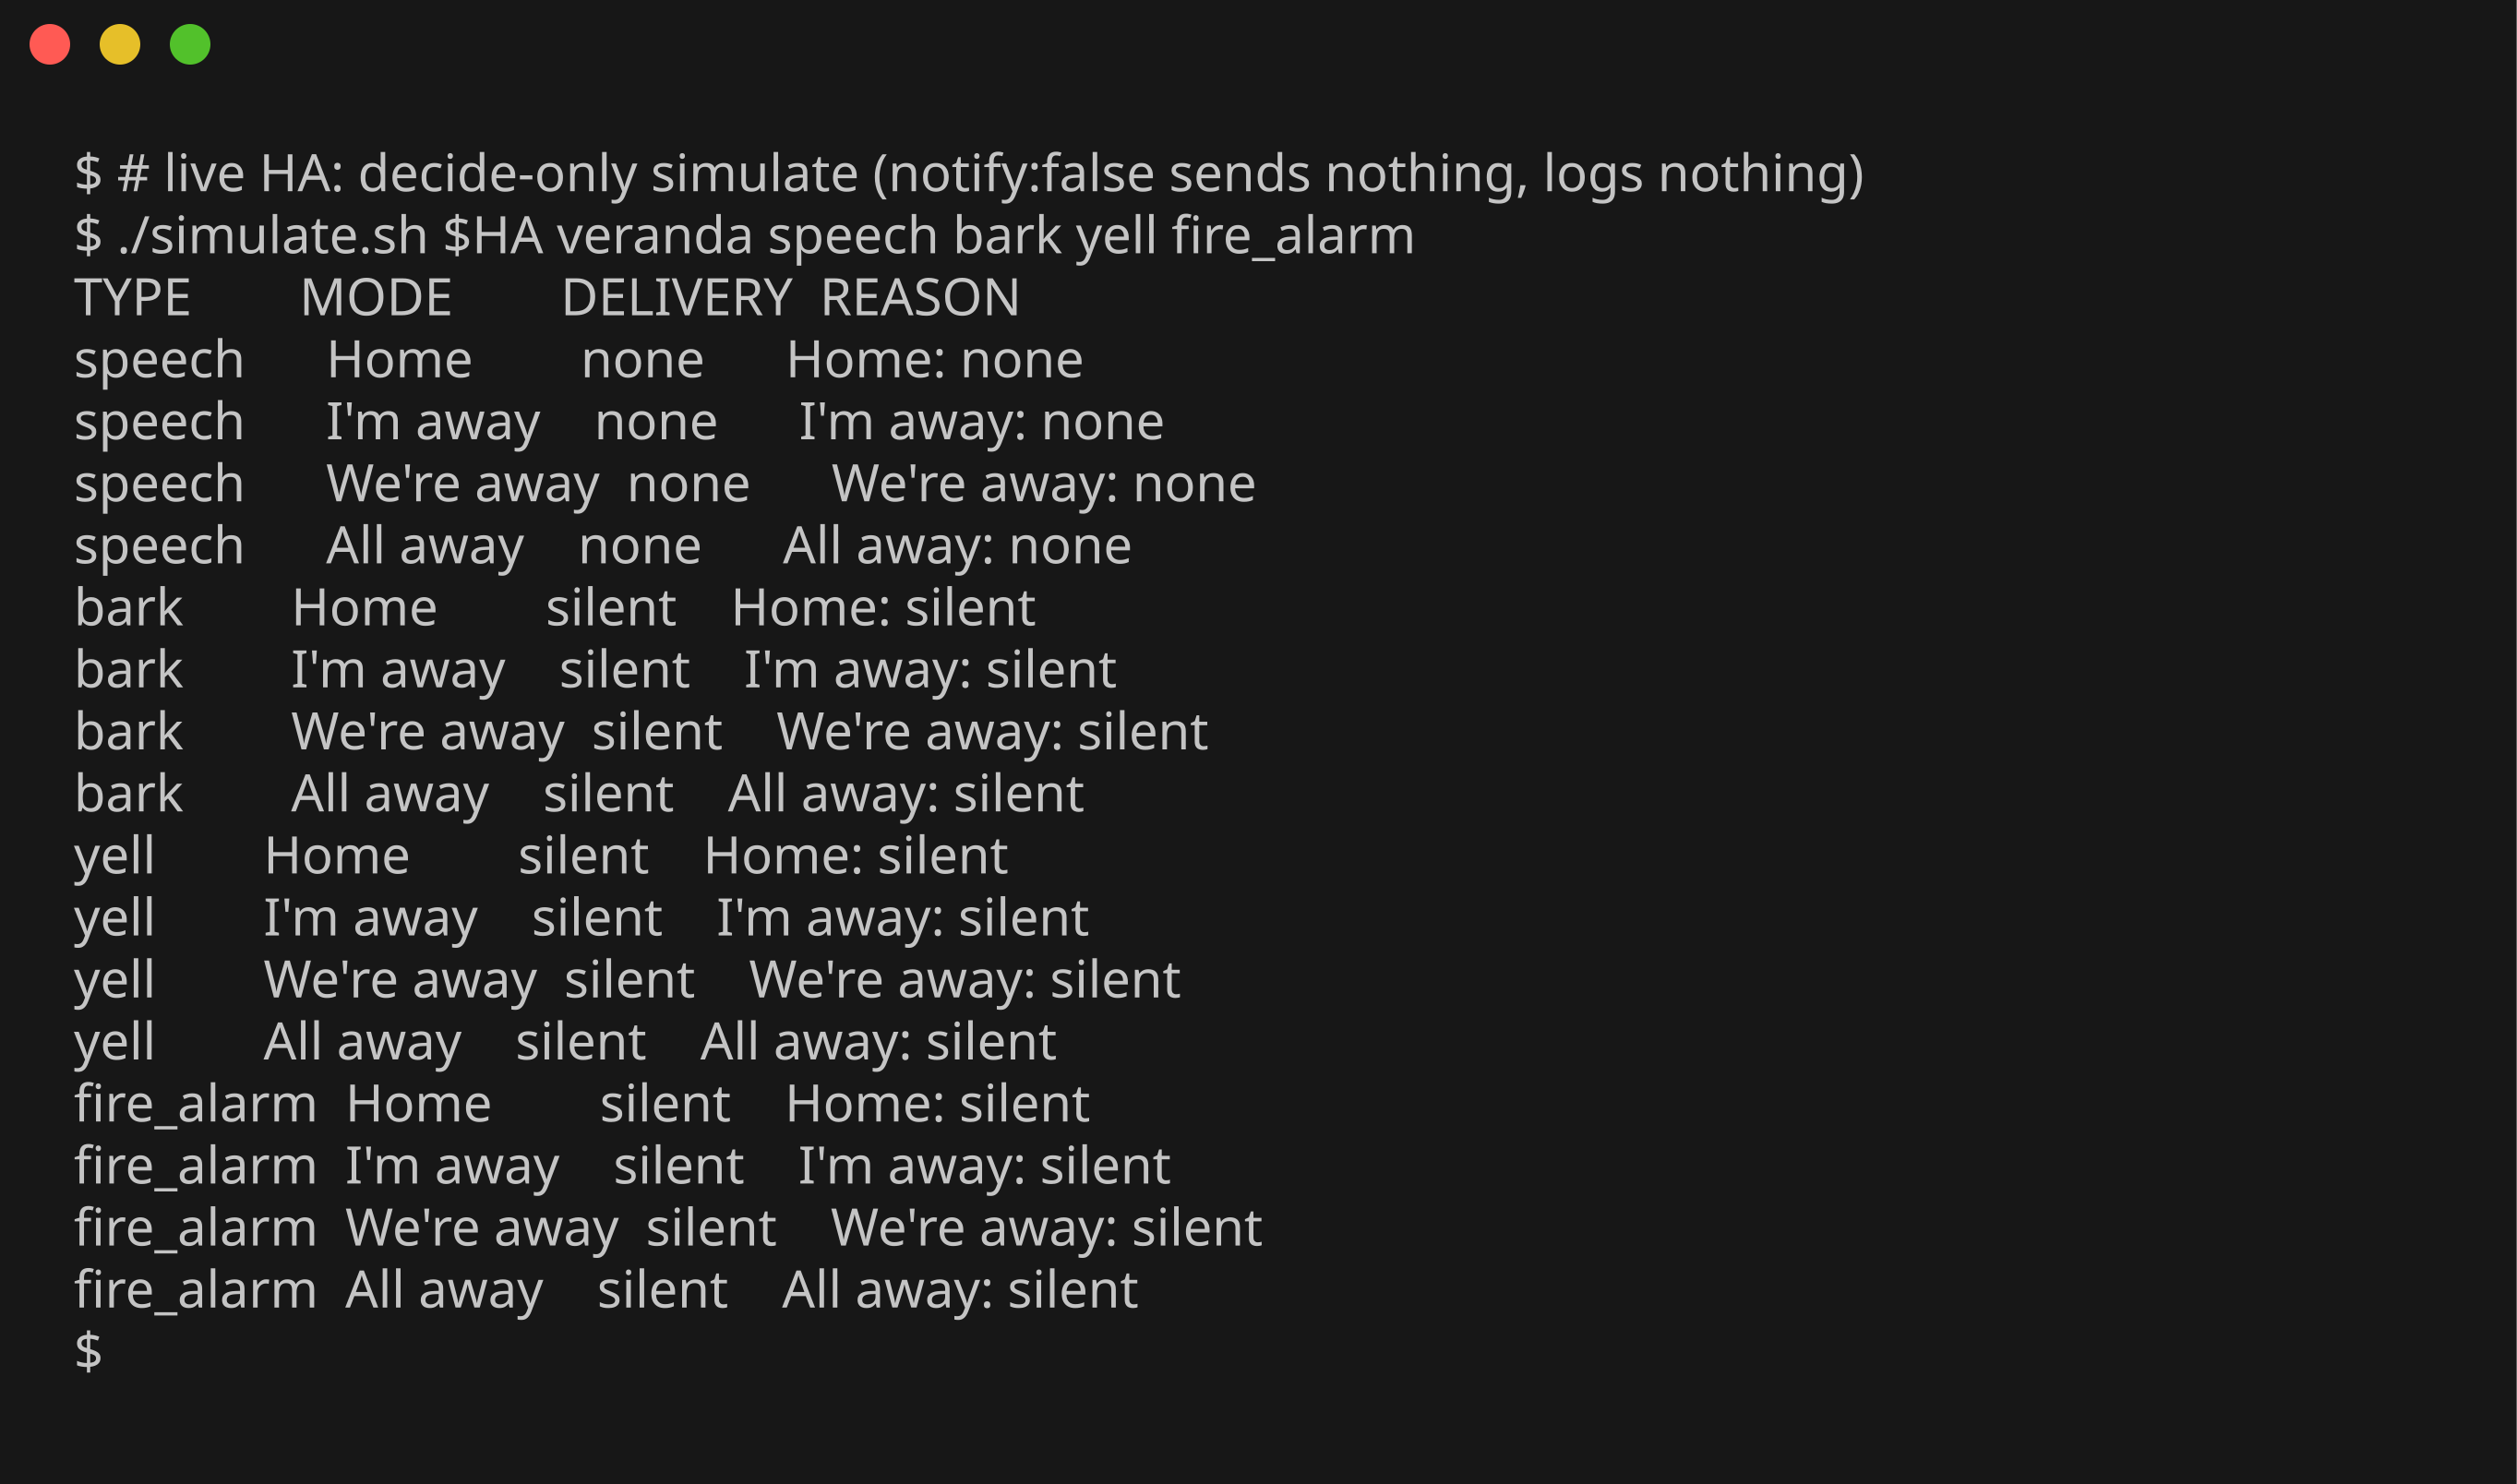 $ # live HA: decide-only simulate (notify:false sends nothing, logs nothing)
$ ./simulate.sh $HA veranda speech bark yell fire_alarm
TYPE        MODE        DELIVERY  REASON
speech      Home        none      Home: none
speech      I'm away    none      I'm away: none
speech      We're away  none      We're away: none
speech      All away    none      All away: none
bark        Home        silent    Home: silent
bark        I'm away    silent    I'm away: silent
bark        We're away  silent    We're away: silent
bark        All away    silent    All away: silent
yell        Home        silent    Home: silent
yell        I'm away    silent    I'm away: silent
yell        We're away  silent    We're away: silent
yell        All away    silent    All away: silent
fire_alarm  Home        silent    Home: silent
fire_alarm  I'm away    silent    I'm away: silent
fire_alarm  We're away  silent    We're away: silent
fire_alarm  All away    silent    All away: silent
$